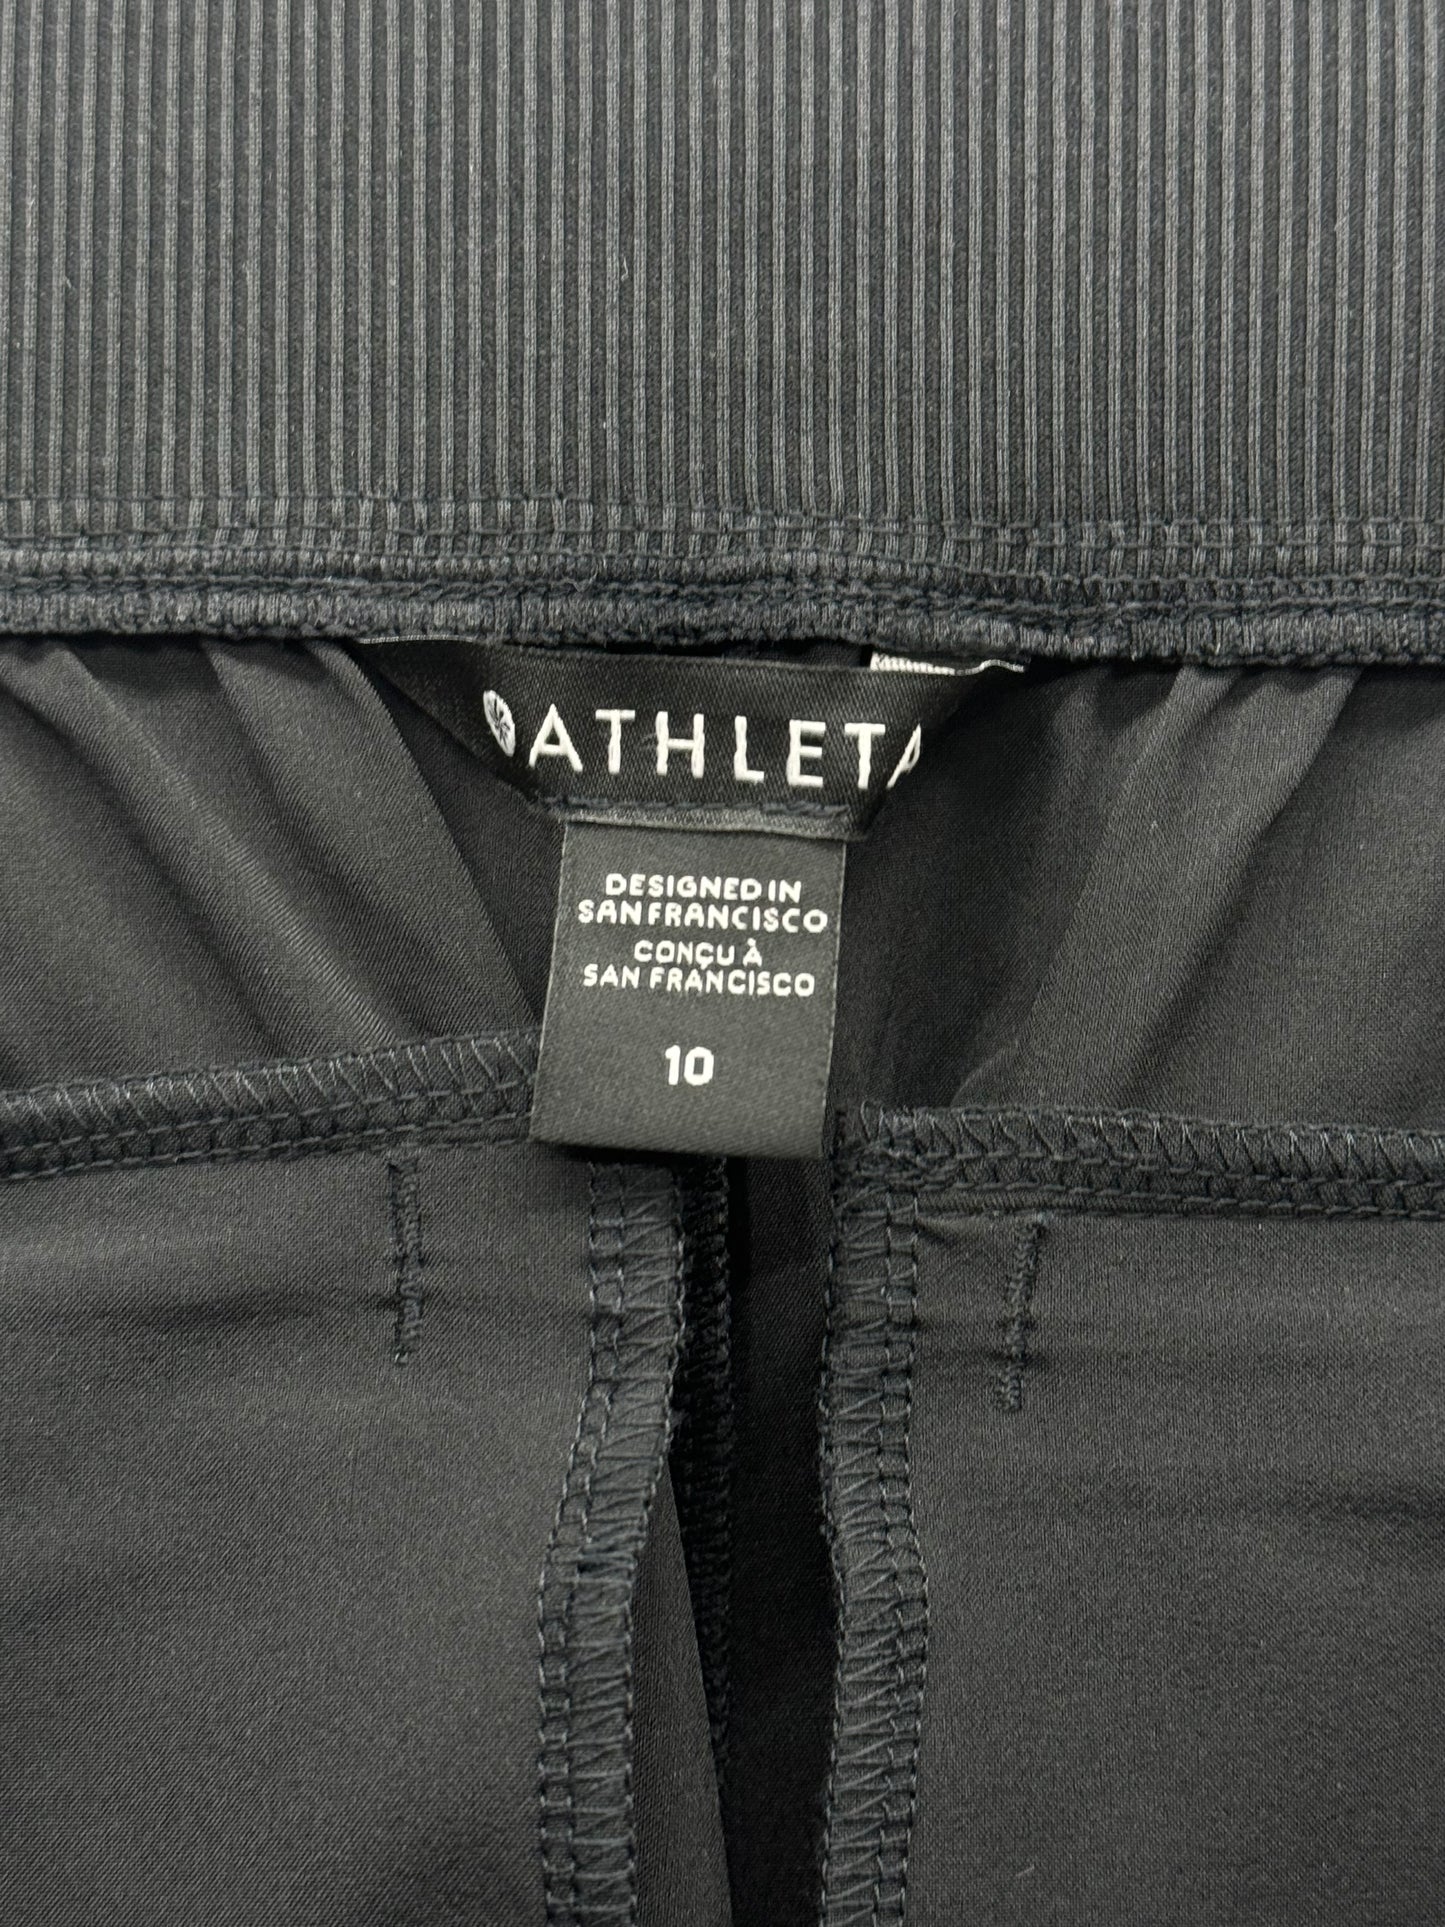 ATHLETA
DESIGNED IN
SAN FRANCISCO
CONÇU À
SAN FRANCISCO
10